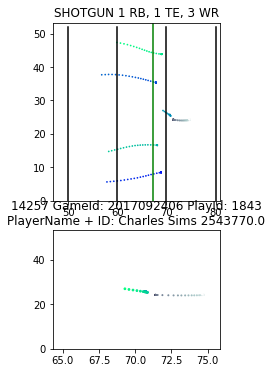 SHOTGUN 1 RB, 1 TE, 3 WR
50
40
30
20
10
0
50 60 70 80
14257 GameId: 2017092406 PlayId: 1843
PlayerName + ID: Charles Sims 2543770.0
40
20
0
65.0 67.5 70.0 72.5 75.0